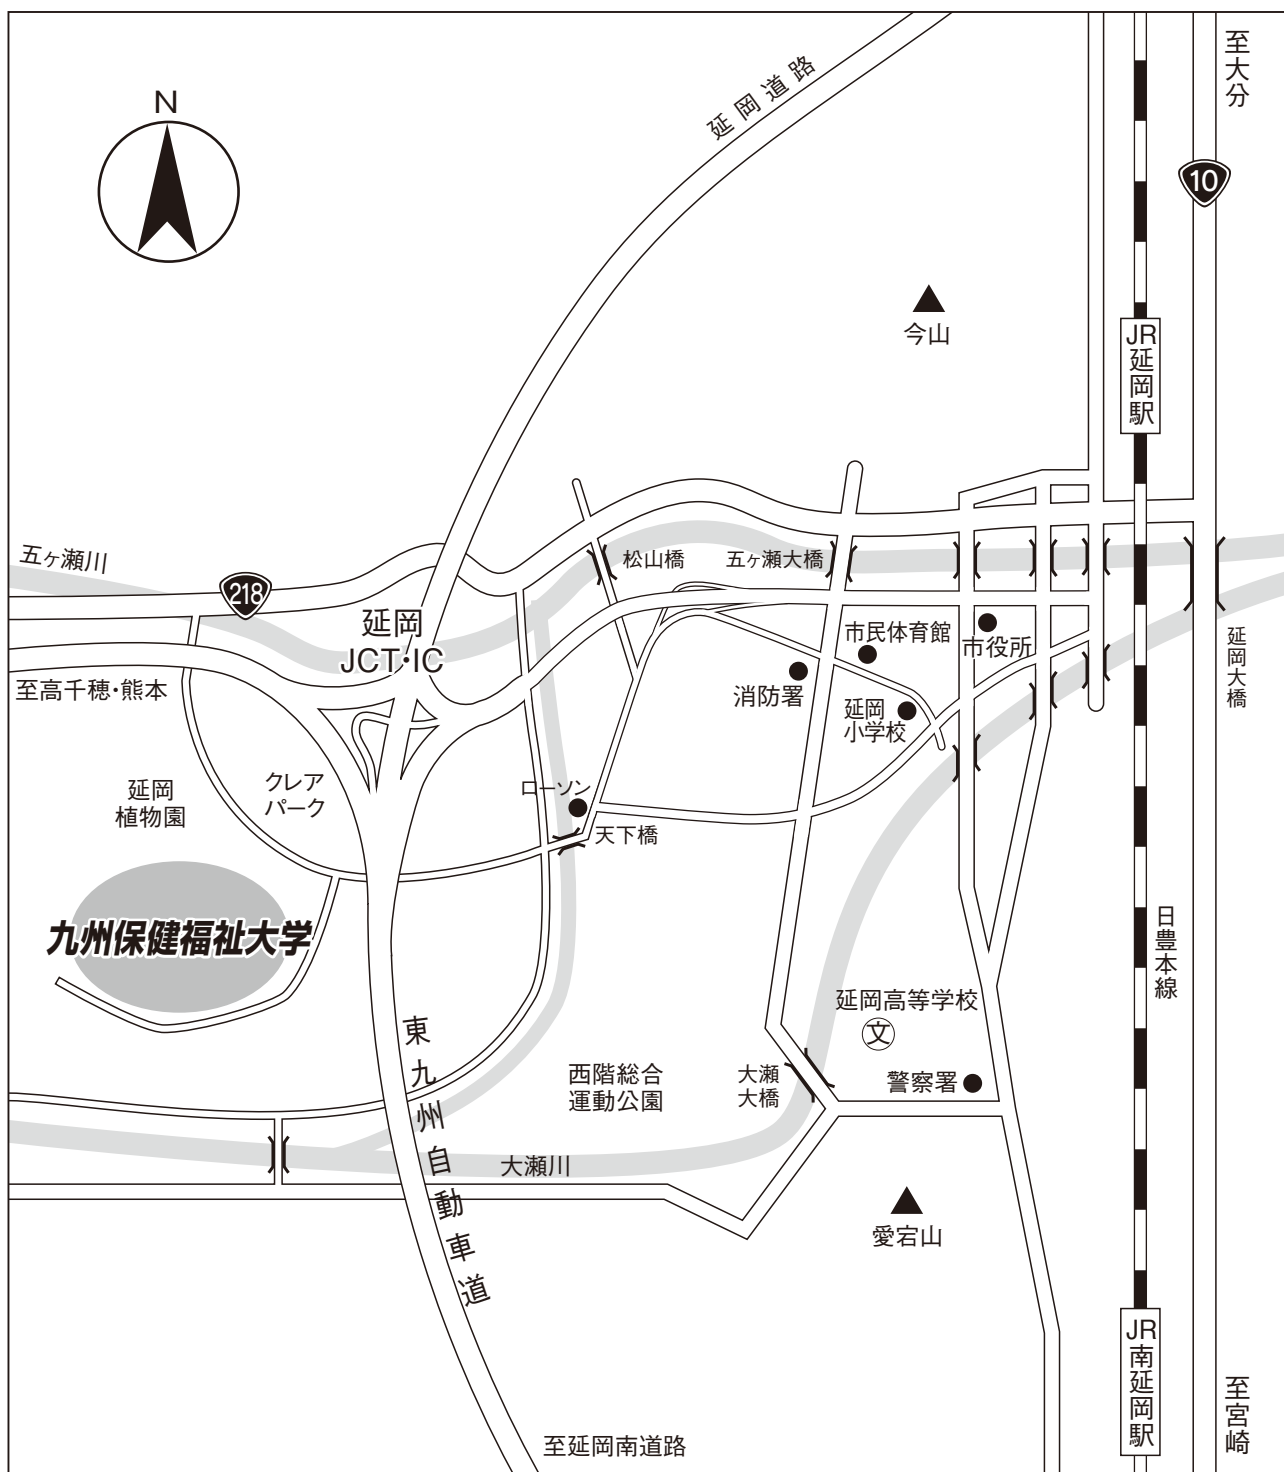 至大分
延岡道路
N
10
今山
JR延岡駅
五ヶ瀬川
松山橋
五ヶ瀬大橋
218
延岡
JCT・IC
市民体育館
市役所
延岡大橋
至高千穂・熊本
消防署
延岡
小学校
延岡
植物園
クレア
パーク
ローソン
天下橋
九州保健福祉大学
日豊本線
延岡高等学校
文
東九州自動車道
西階総合
運動公園
大瀬
大橋
警察署
大瀬川
愛宕山
JR南延岡駅
至宮崎
至延岡南道路